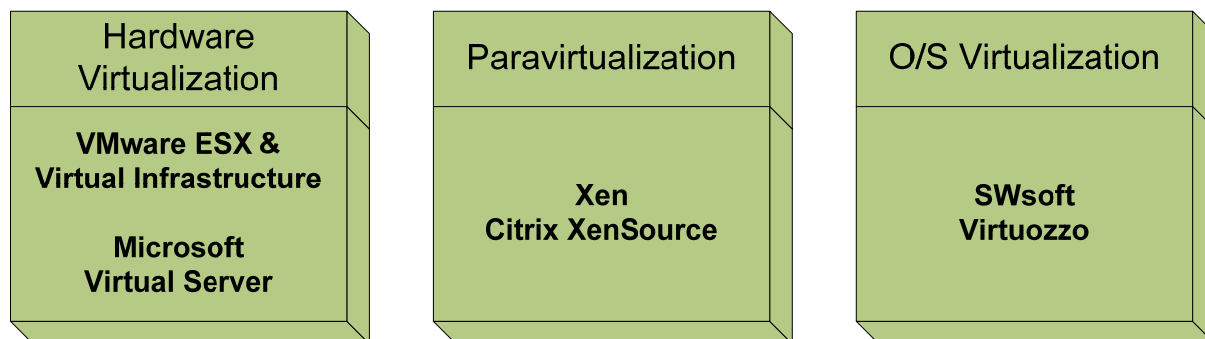 Hardware
Virtualization
VMware ESX &
Virtual Infrastructure
Microsoft
Virtual Server
Paravirtualization
Xen
Citrix XenSource
O/S Virtualization
SWsoft
Virtuozzo